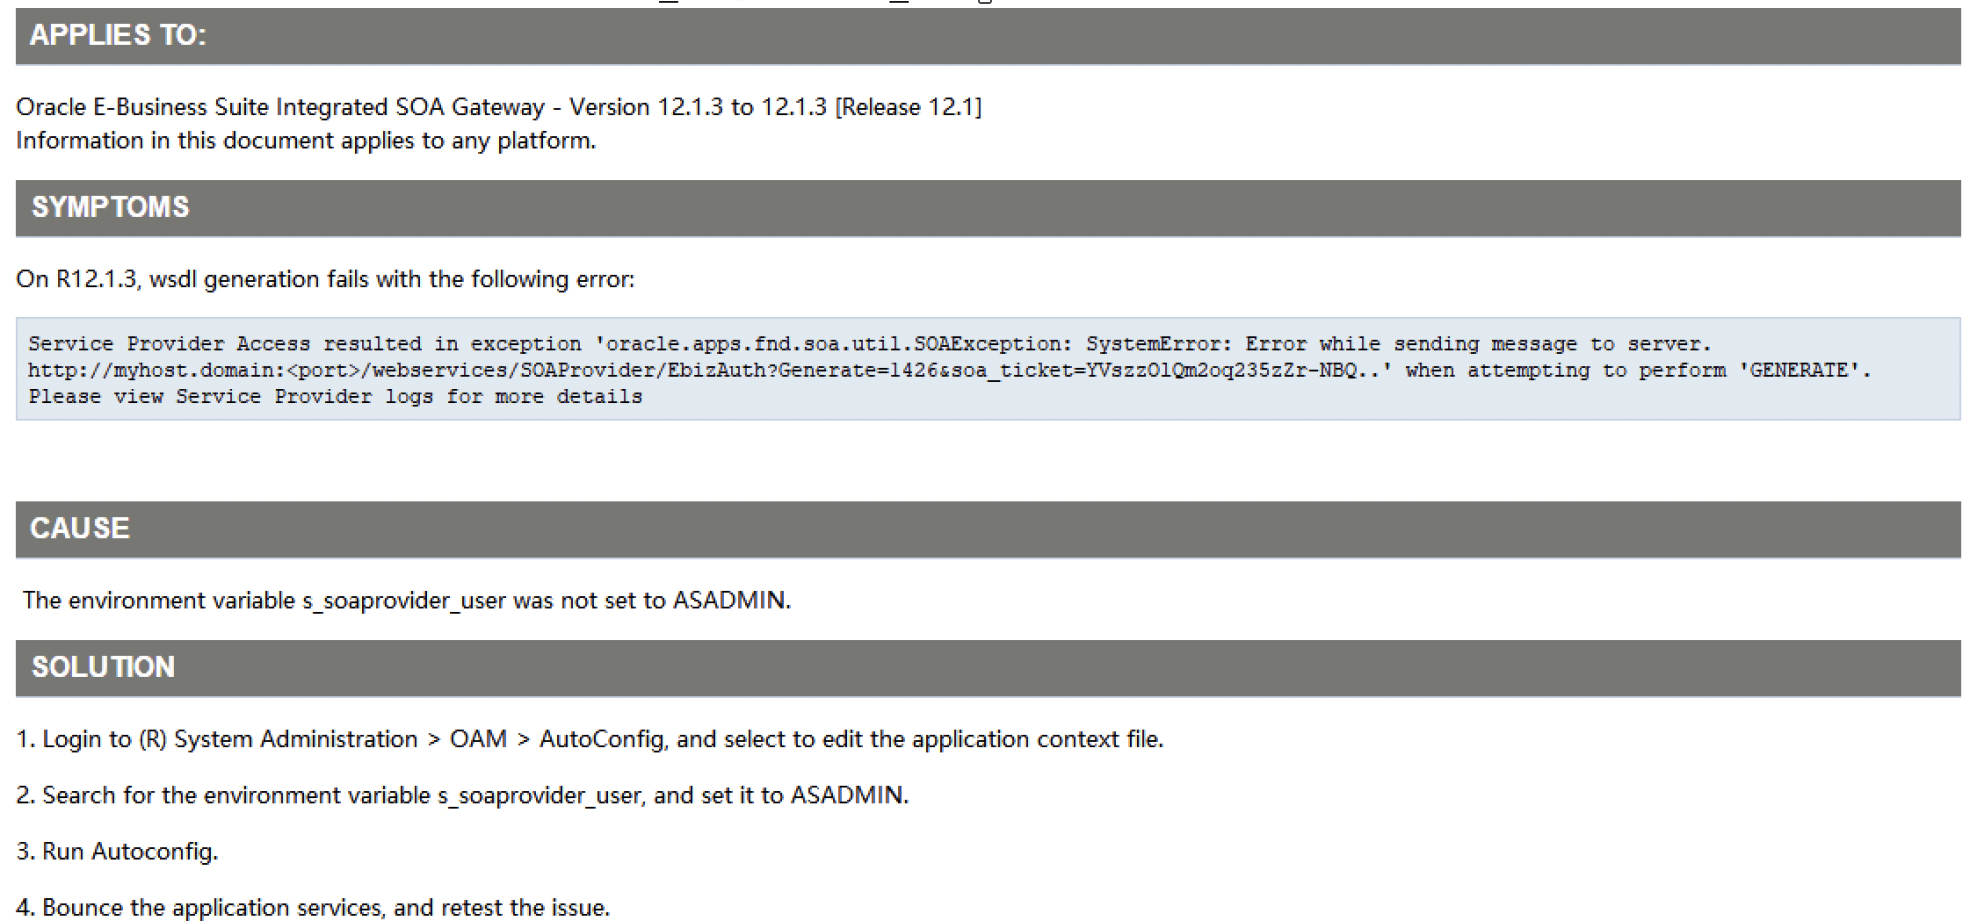 APPLIES TO:
Oracle E-Business Suite Integrated SOA Gateway - Version 12.1.3 to 12.1.3 [Release 12.1]
Information in this document applies to any platform.
SYMPTOMS
On R12.1.3, wsdl generation fails with the following error:
Service Provider Access resulted in exception 'oracle.apps.fnd.soa.util.SOAException: SystemError: Error while sending message to server.
http://myhost.domain:<port>/webservices/SOAProvider/EbizAuth?Generate=1426&soa_ticket=YVszzOlQm2oq235zZr-NBQ..' when attempting to perform 'GENERATE'.
Please view Service Provider logs for more details
CAUSE
The environment variable s_soaprovider_user was not set to ASADMIN.
SOLUTION
1. Login to (R) System Administration > OAM > AutoConfig, and select to edit the application context file.
2. Search for the environment variable s_soaprovider_user, and set it to ASADMIN.
3. Run Autoconfig.
4. Bounce the application services, and retest the issue.